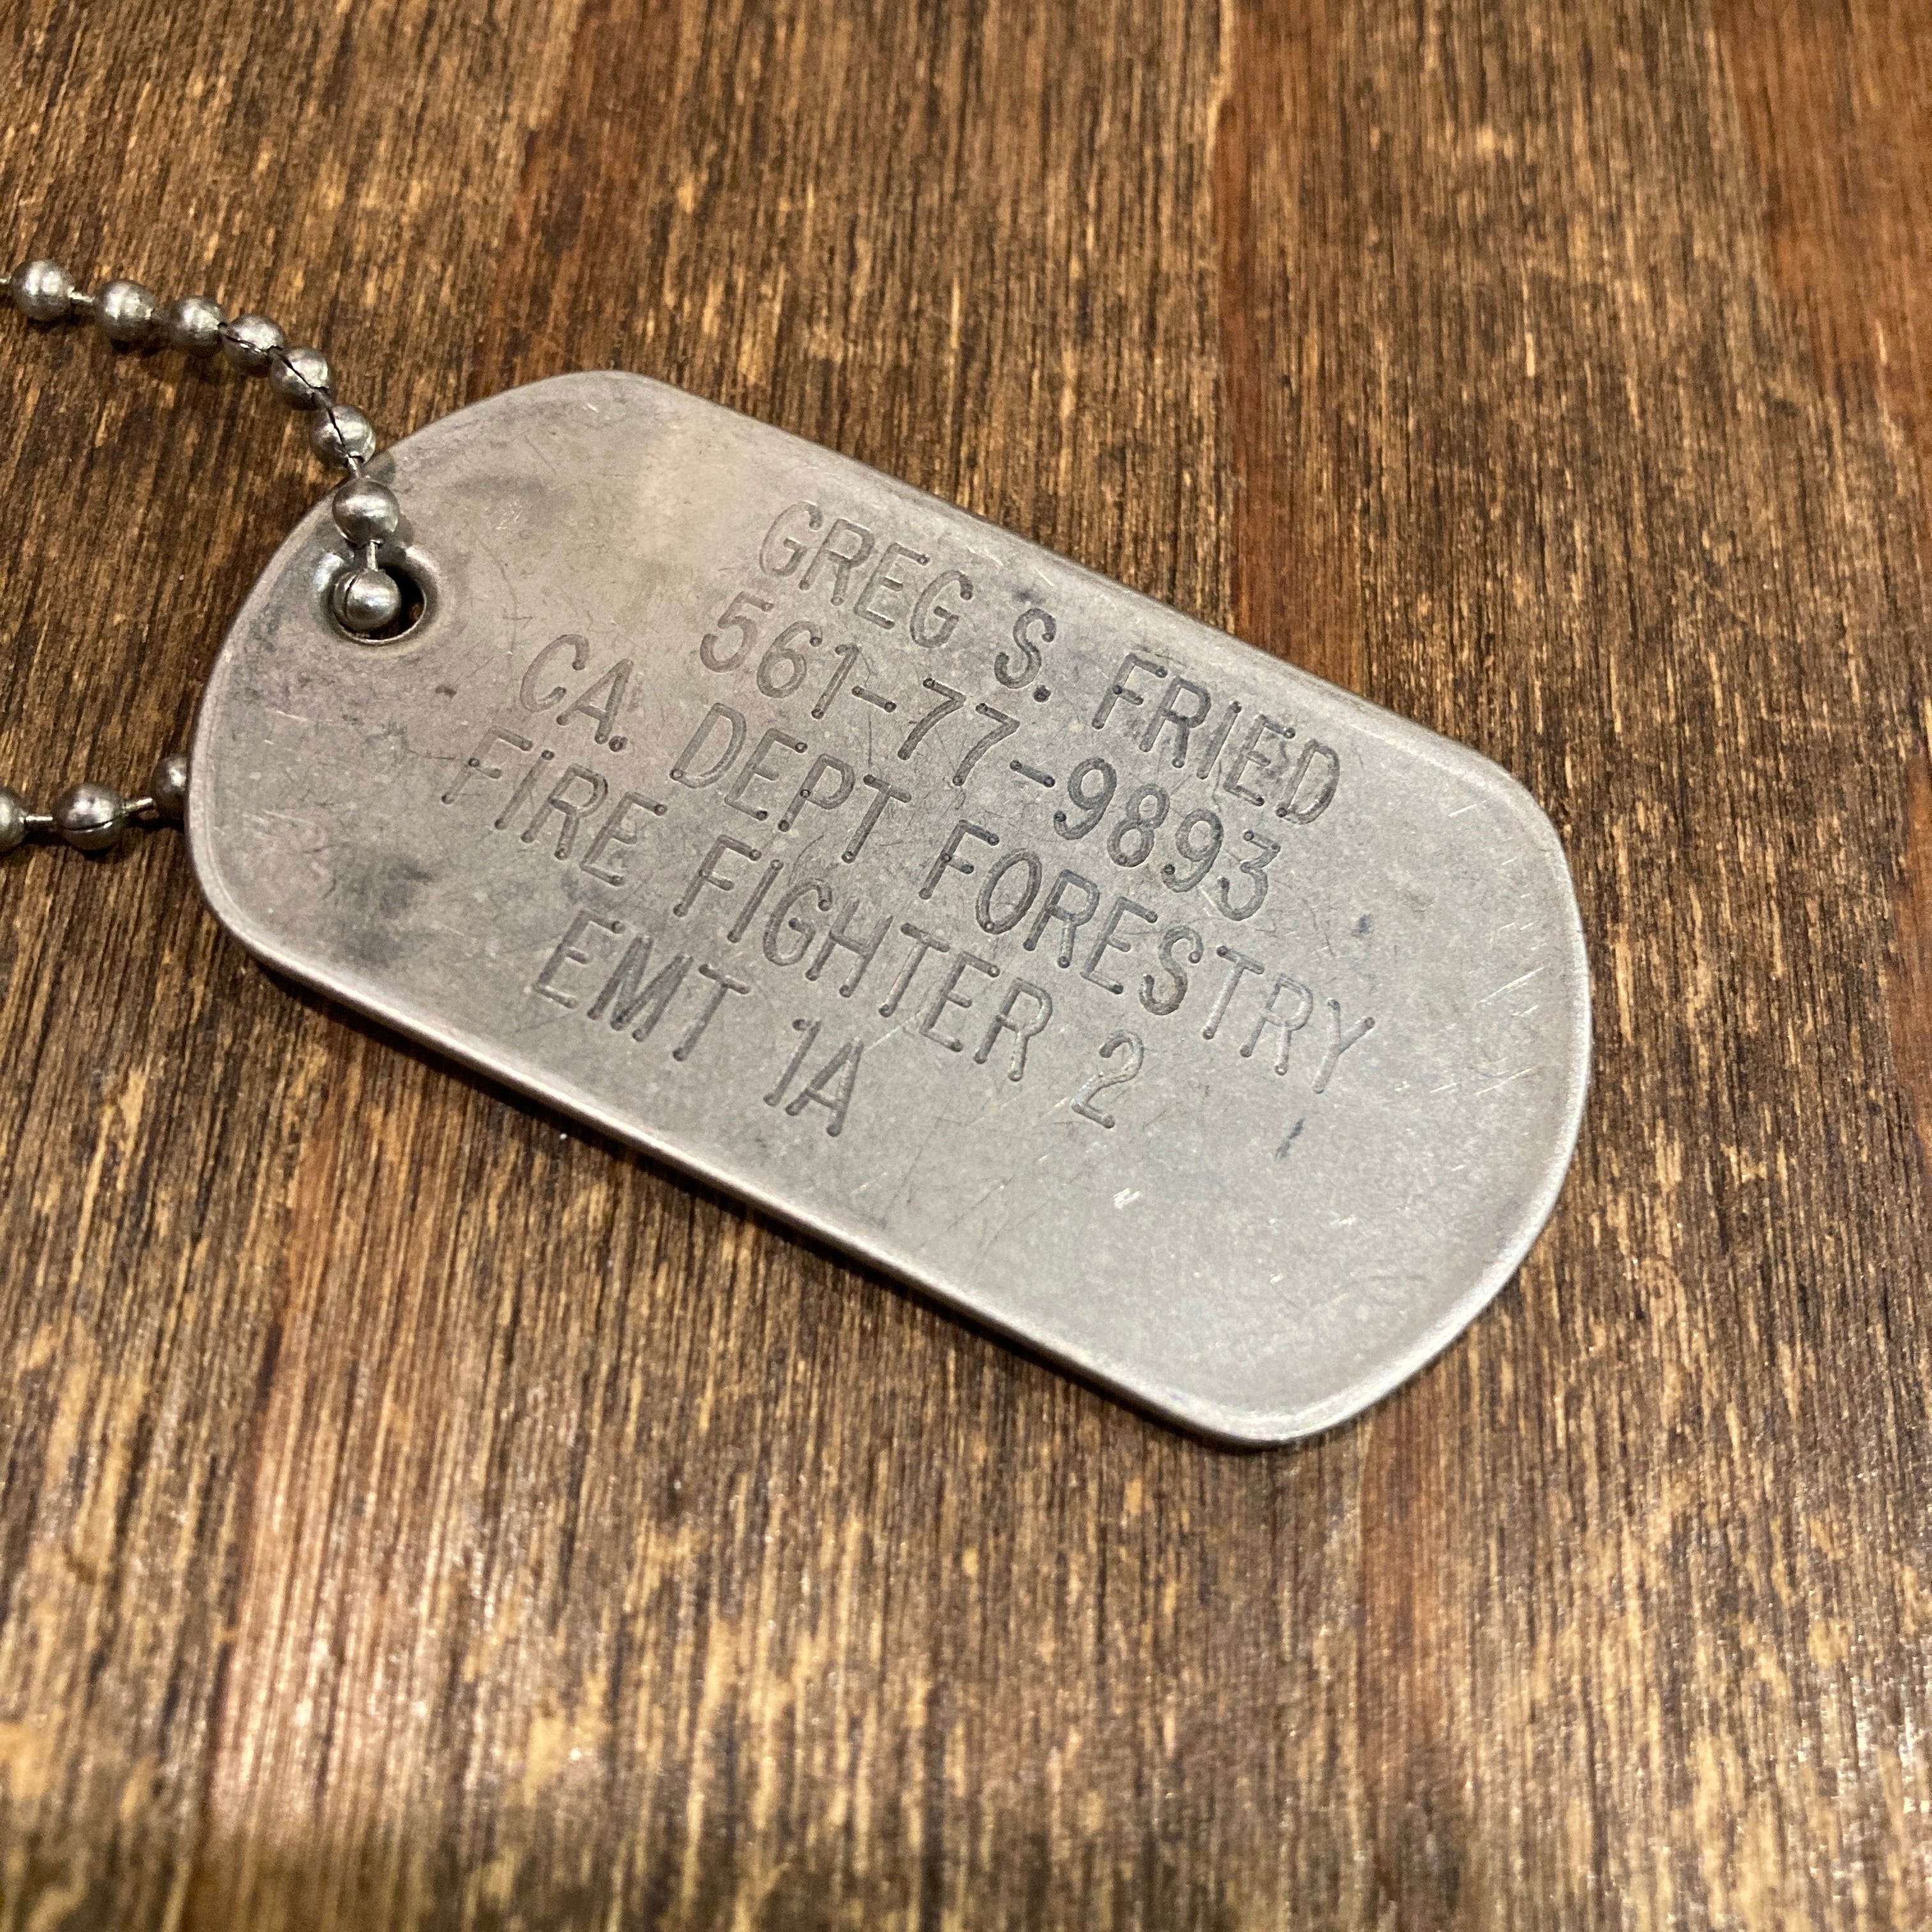 GREG S. FRIED
561-77-9893
CA. DEPT FORESTRY
FIRE FIGHTER 2
EMT 1A